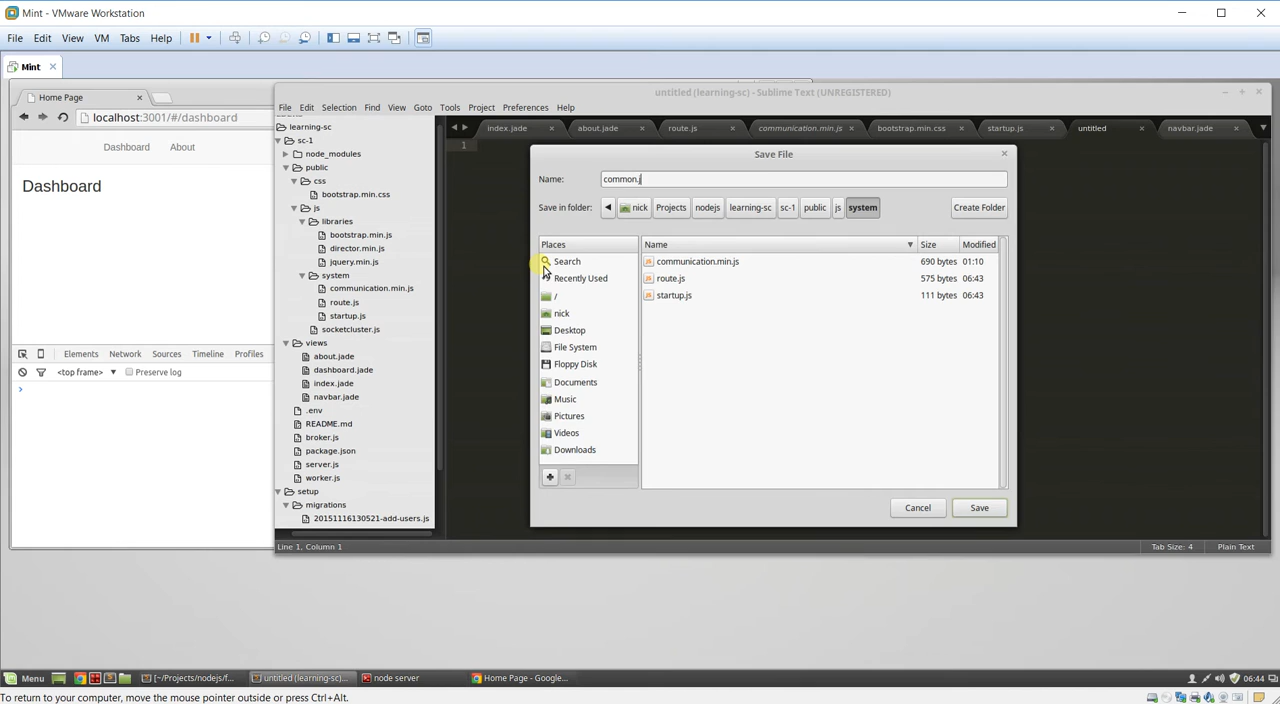 Mint - VMware Workstation
File Edit View VM Tabs Help
Mint
Home Page
localhost:3001/#/dashboard
Dashboard About
Dashboard
Elements Network Sources Timeline Profiles
<top frame> Preserve log
untitled (learning-sc) - Sublime Text (UNREGISTERED)
File Edit Selection Find View Goto Tools Project Preferences Help
learning-sc
sc-1
node_modules
public
css
bootstrap.min.css
js
libraries
bootstrap.min.js
director.min.js
jquery.min.js
system
communication.min.js
route.js
startup.js
socketcluster.js
views
about.jade
dashboard.jade
index.jade
navbar.jade
.env
README.md
broker.js
package.json
server.js
worker.js
setup
migrations
20151116130521-add-users.js
index.jade about.jade route.js communication.min.js bootstrap.min.css startup.js untitled navbar.jade
1
Save File
Name: common.j
Save in folder: nick Projects nodejs learning-sc sc-1 public js system Create Folder
Places
Search
Recently Used
/
nick
Desktop
File System
Floppy Disk
Documents
Music
Pictures
Videos
Downloads
Name Size Modified
communication.min.js 690 bytes 01:10
route.js 575 bytes 06:43
startup.js 111 bytes 06:43
Cancel Save
Line 1, Column 1 Tab Size: 4 Plain Text
Menu [~/Projects/nodejs/f... untitled (learning-sc)... node server Home Page - Google... 06:44
To return to your computer, move the mouse pointer outside or press Ctrl+Alt.